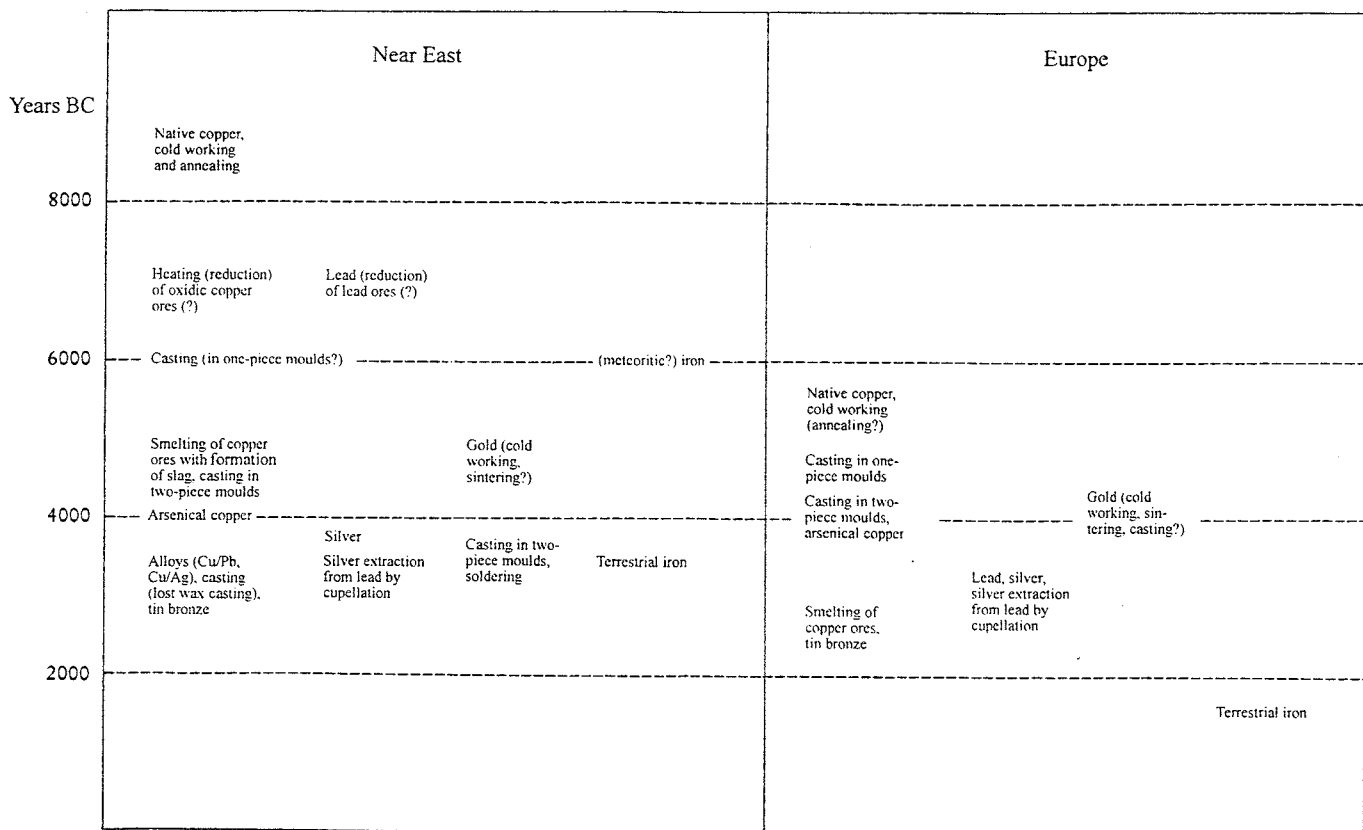 Near East
Europe
Years BC
Native copper,
cold working
and annealing
8000
Heating (reduction)
of oxidic copper
ores (?)
Lead (reduction)
of lead ores (?)
6000
Casting (in one-piece moulds?)
(meteoritic?) iron
Native copper,
cold working
(annealing?)
Smelting of copper
ores with formation
of slag, casting in
two-piece moulds
Gold (cold
working,
sintering?)
Casting in one-
piece moulds
Casting in two-
piece moulds,
arsenical copper
Gold (cold
working, sin-
tering, casting?)
4000
Arsenical copper
Silver
Alloys (Cu/Pb,
Cu/Ag), casting
(lost wax casting),
tin bronze
Silver extraction
from lead by
cupellation
Casting in two-
piece moulds,
soldering
Terrestrial iron
Lead, silver,
silver extraction
from lead by
cupellation
Smelting of
copper ores,
tin bronze
2000
Terrestrial iron